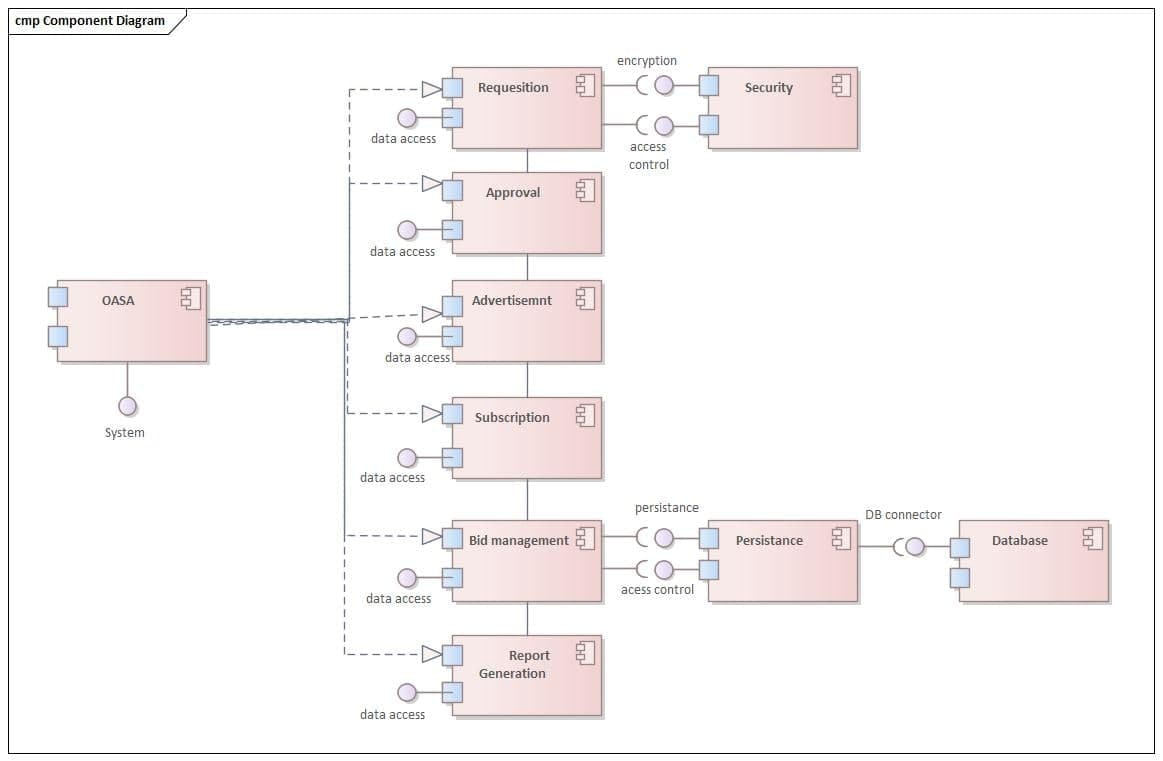 cmp Component Diagram
encryption
Requesition
Security
data access
access
control
Approval
data access
OASA
Advertisemnt
data access
System
Subscription
data access
persistance
DB connector
Bid management
Persistance
Database
acess control
data access
Report
Generation
data access